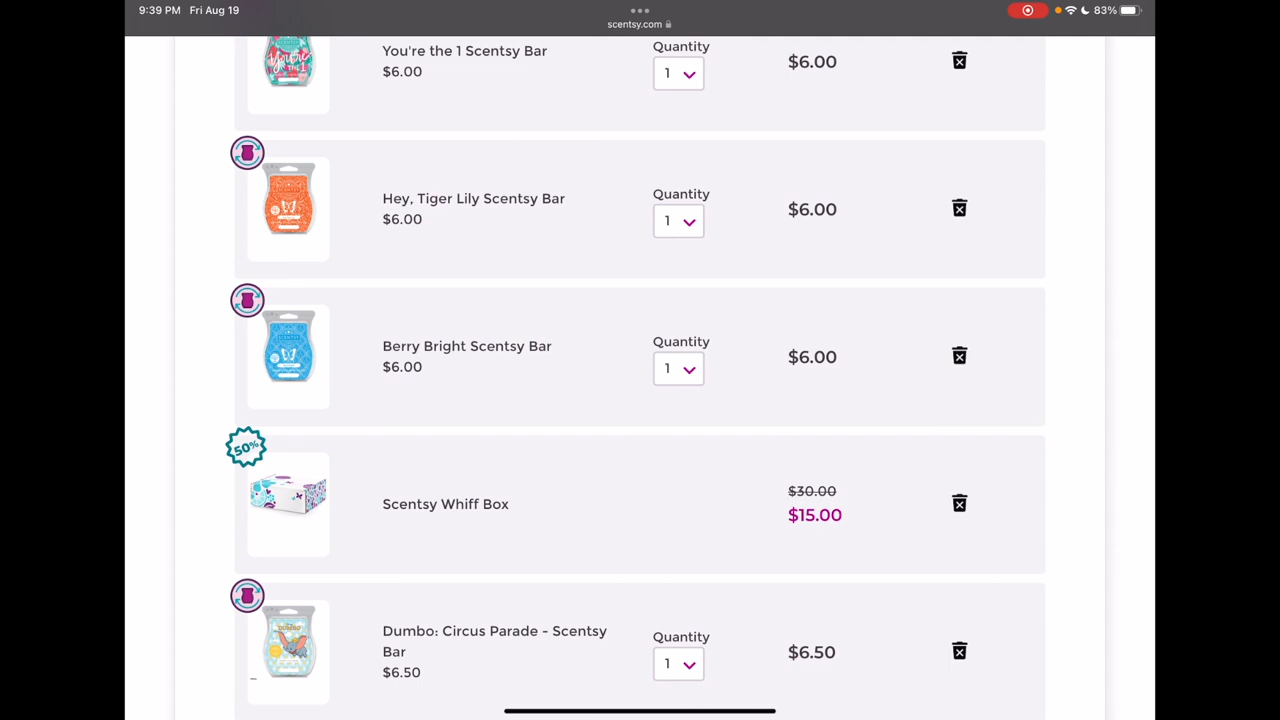 9:39 PM Fri Aug 19
scentsy.com
83%
You're the 1 Scentsy Bar
$6.00
Quantity
1
$6.00
Hey, Tiger Lily Scentsy Bar
$6.00
Quantity
1
$6.00
Berry Bright Scentsy Bar
$6.00
Quantity
1
$6.00
50%
Scentsy Whiff Box
$30.00
$15.00
DUMBO
Dumbo: Circus Parade - Scentsy
Bar
$6.50
Quantity
1
$6.50